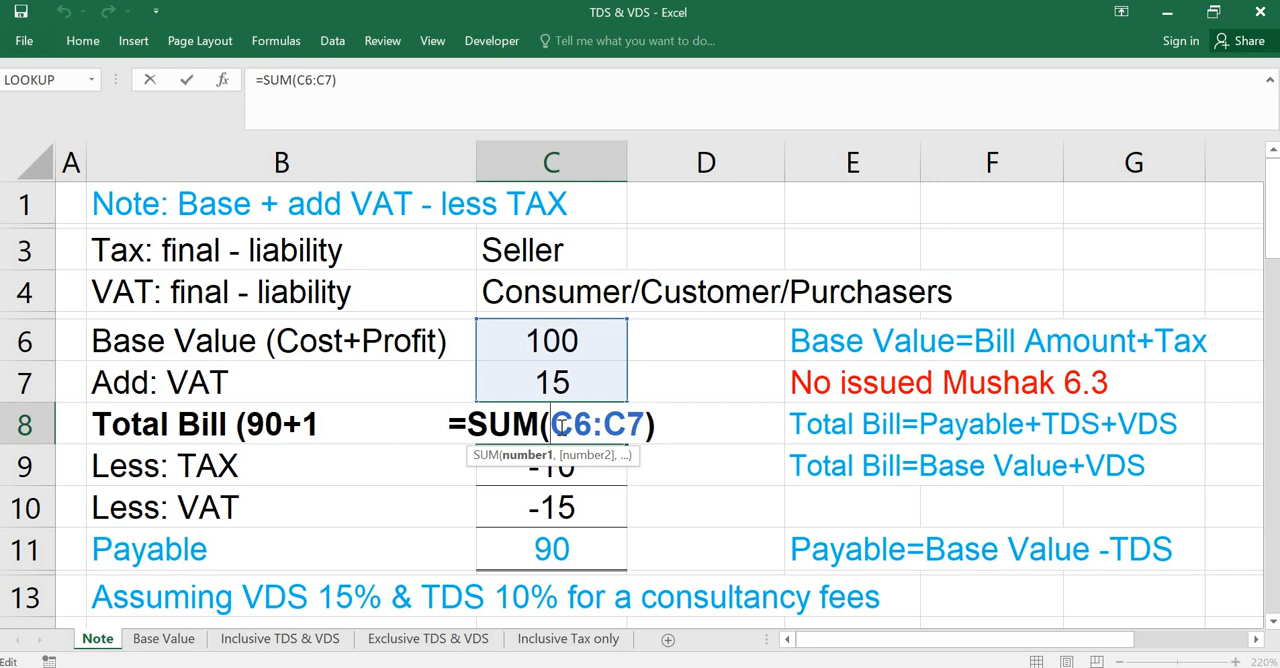 TDS & VDS - Excel
File Home Insert Page Layout Formulas Data Review View Developer Tell me what you want to do... Sign in Share
LOOKUP fx =SUM(C6:C7)
A B C D E F G
1 Note: Base + add VAT - less TAX
3 Tax: final - liability Seller
4 VAT: final - liability Consumer/Customer/Purchasers
6 Base Value (Cost+Profit) 100 Base Value=Bill Amount+Tax
7 Add: VAT 15 No issued Mushak 6.3
8 Total Bill (90+1 =SUM(C6:C7) Total Bill=Payable+TDS+VDS
SUM(number1, [number2], ...)
9 Less: TAX -10 Total Bill=Base Value+VDS
10 Less: VAT -15
11 Payable 90 Payable=Base Value -TDS
13 Assuming VDS 15% & TDS 10% for a consultancy fees
Note Base Value Inclusive TDS & VDS Exclusive TDS & VDS Inclusive Tax only
Edit 220%